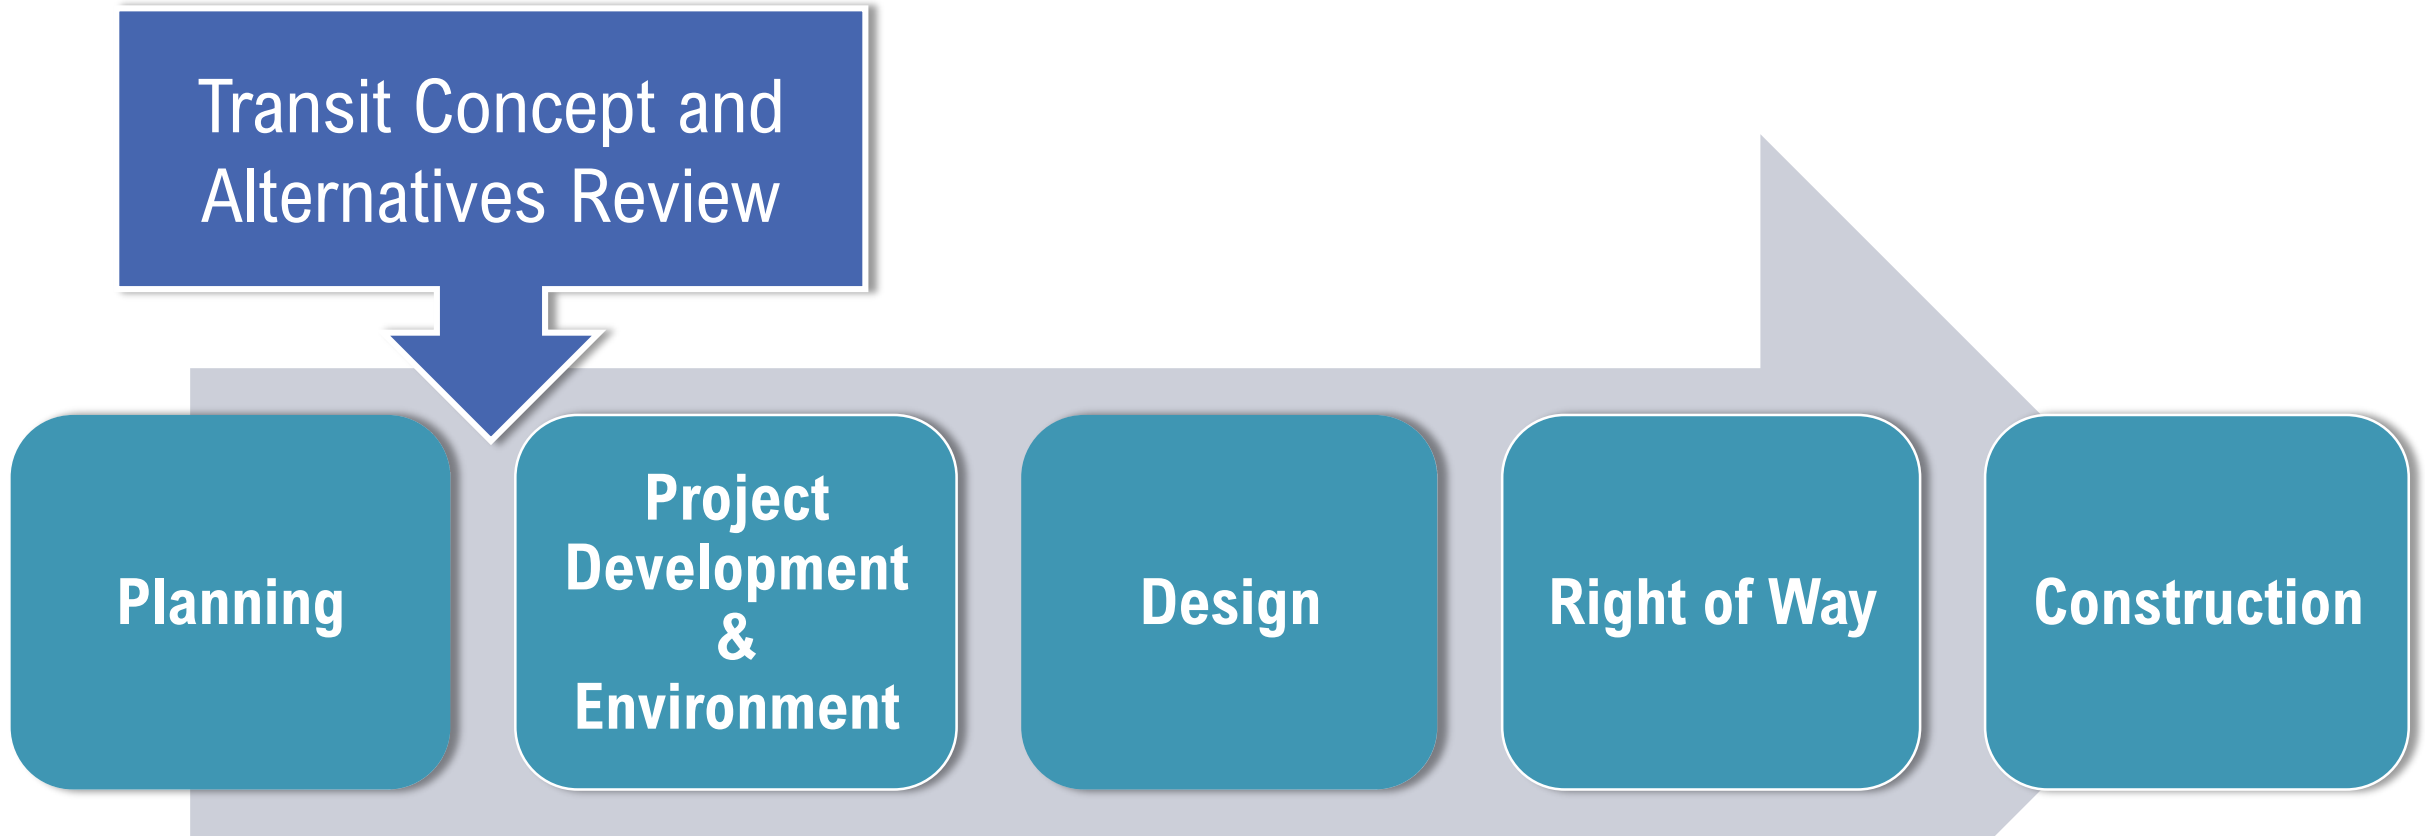 Transit Concept and
Alternatives Review
Planning
Project
Development
&
Environment
Design
Right of Way
Construction